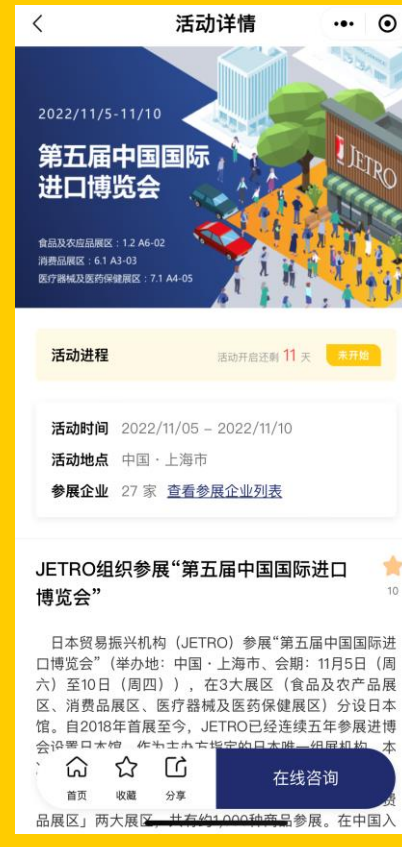 活动详情
2022/11/5-11/10
第五届中国国际
进口博览会
JETRO
食品及农应品展区：1.2 A6-02
消费品展区：6.1 A3-03
医疗器械及医药保健展区：7.1 A4-05
活动进程
活动开启还剩 11 天
未开始
活动时间 2022/11/05 – 2022/11/10
活动地点 中国 · 上海市
参展企业 27 家 查看参展企业列表
JETRO组织参展“第五届中国国际进口
博览会”
10
日本贸易振兴机构（JETRO）参展“第五届中国国际进
口博览会”（举办地：中国 · 上海市、会期：11月5日（周
六）至10日（周四）），在3大展区（食品及农产品展
区、消费品展区、医疗器械及医药保健展区）分设日本
馆。自2018年首展至今，JETRO已经连续五年参展进博
会设置日本馆，作为主办方指定的日本唯一组展机构，本
首页
收藏
分享
在线咨询
费
品展区」两大展区，共有约1,000种商品参展。在中国入